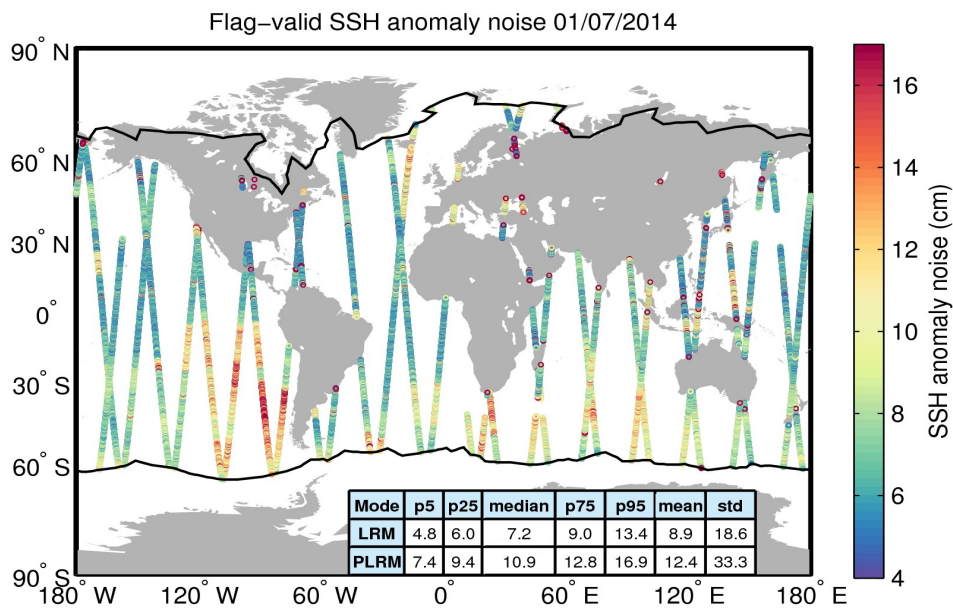 Flag−valid SSH anomaly noise 01/07/2014
90° N
60° N
30° N
0°
30° S
60° S
90° S
180° W 120° W 60° W 0° 60° E 120° E 180° E
Mode p5 p25 median p75 p95 mean std
LRM 4.8 6.0 7.2 9.0 13.4 8.9 18.6
PLRM 7.4 9.4 10.9 12.8 16.9 12.4 33.3
16
14
12
10
8
6
4
SSH anomaly noise (cm)